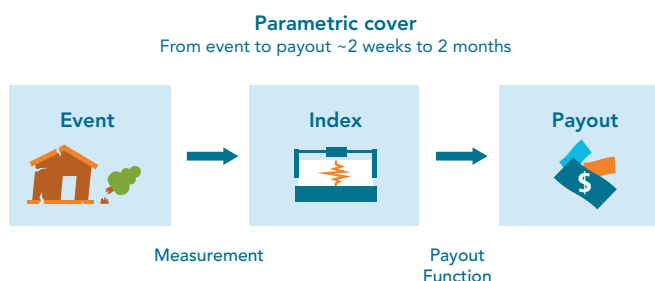 Parametric cover
From event to payout ~2 weeks to 2 months
Event
Index
Payout
$
Measurement
Payout
Function